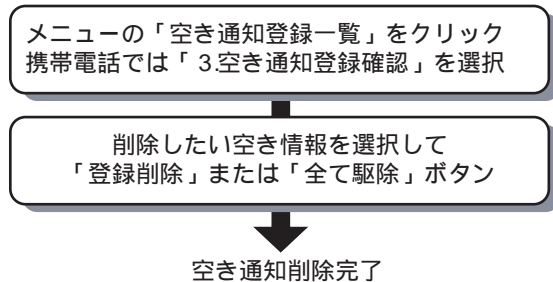 メニューの「空き通知登録一覧」をクリック
携帯電話では「3.空き通知登録確認」を選択
削除したい空き情報を選択して
「登録削除」または「全て駆除」ボタン
空き通知削除完了